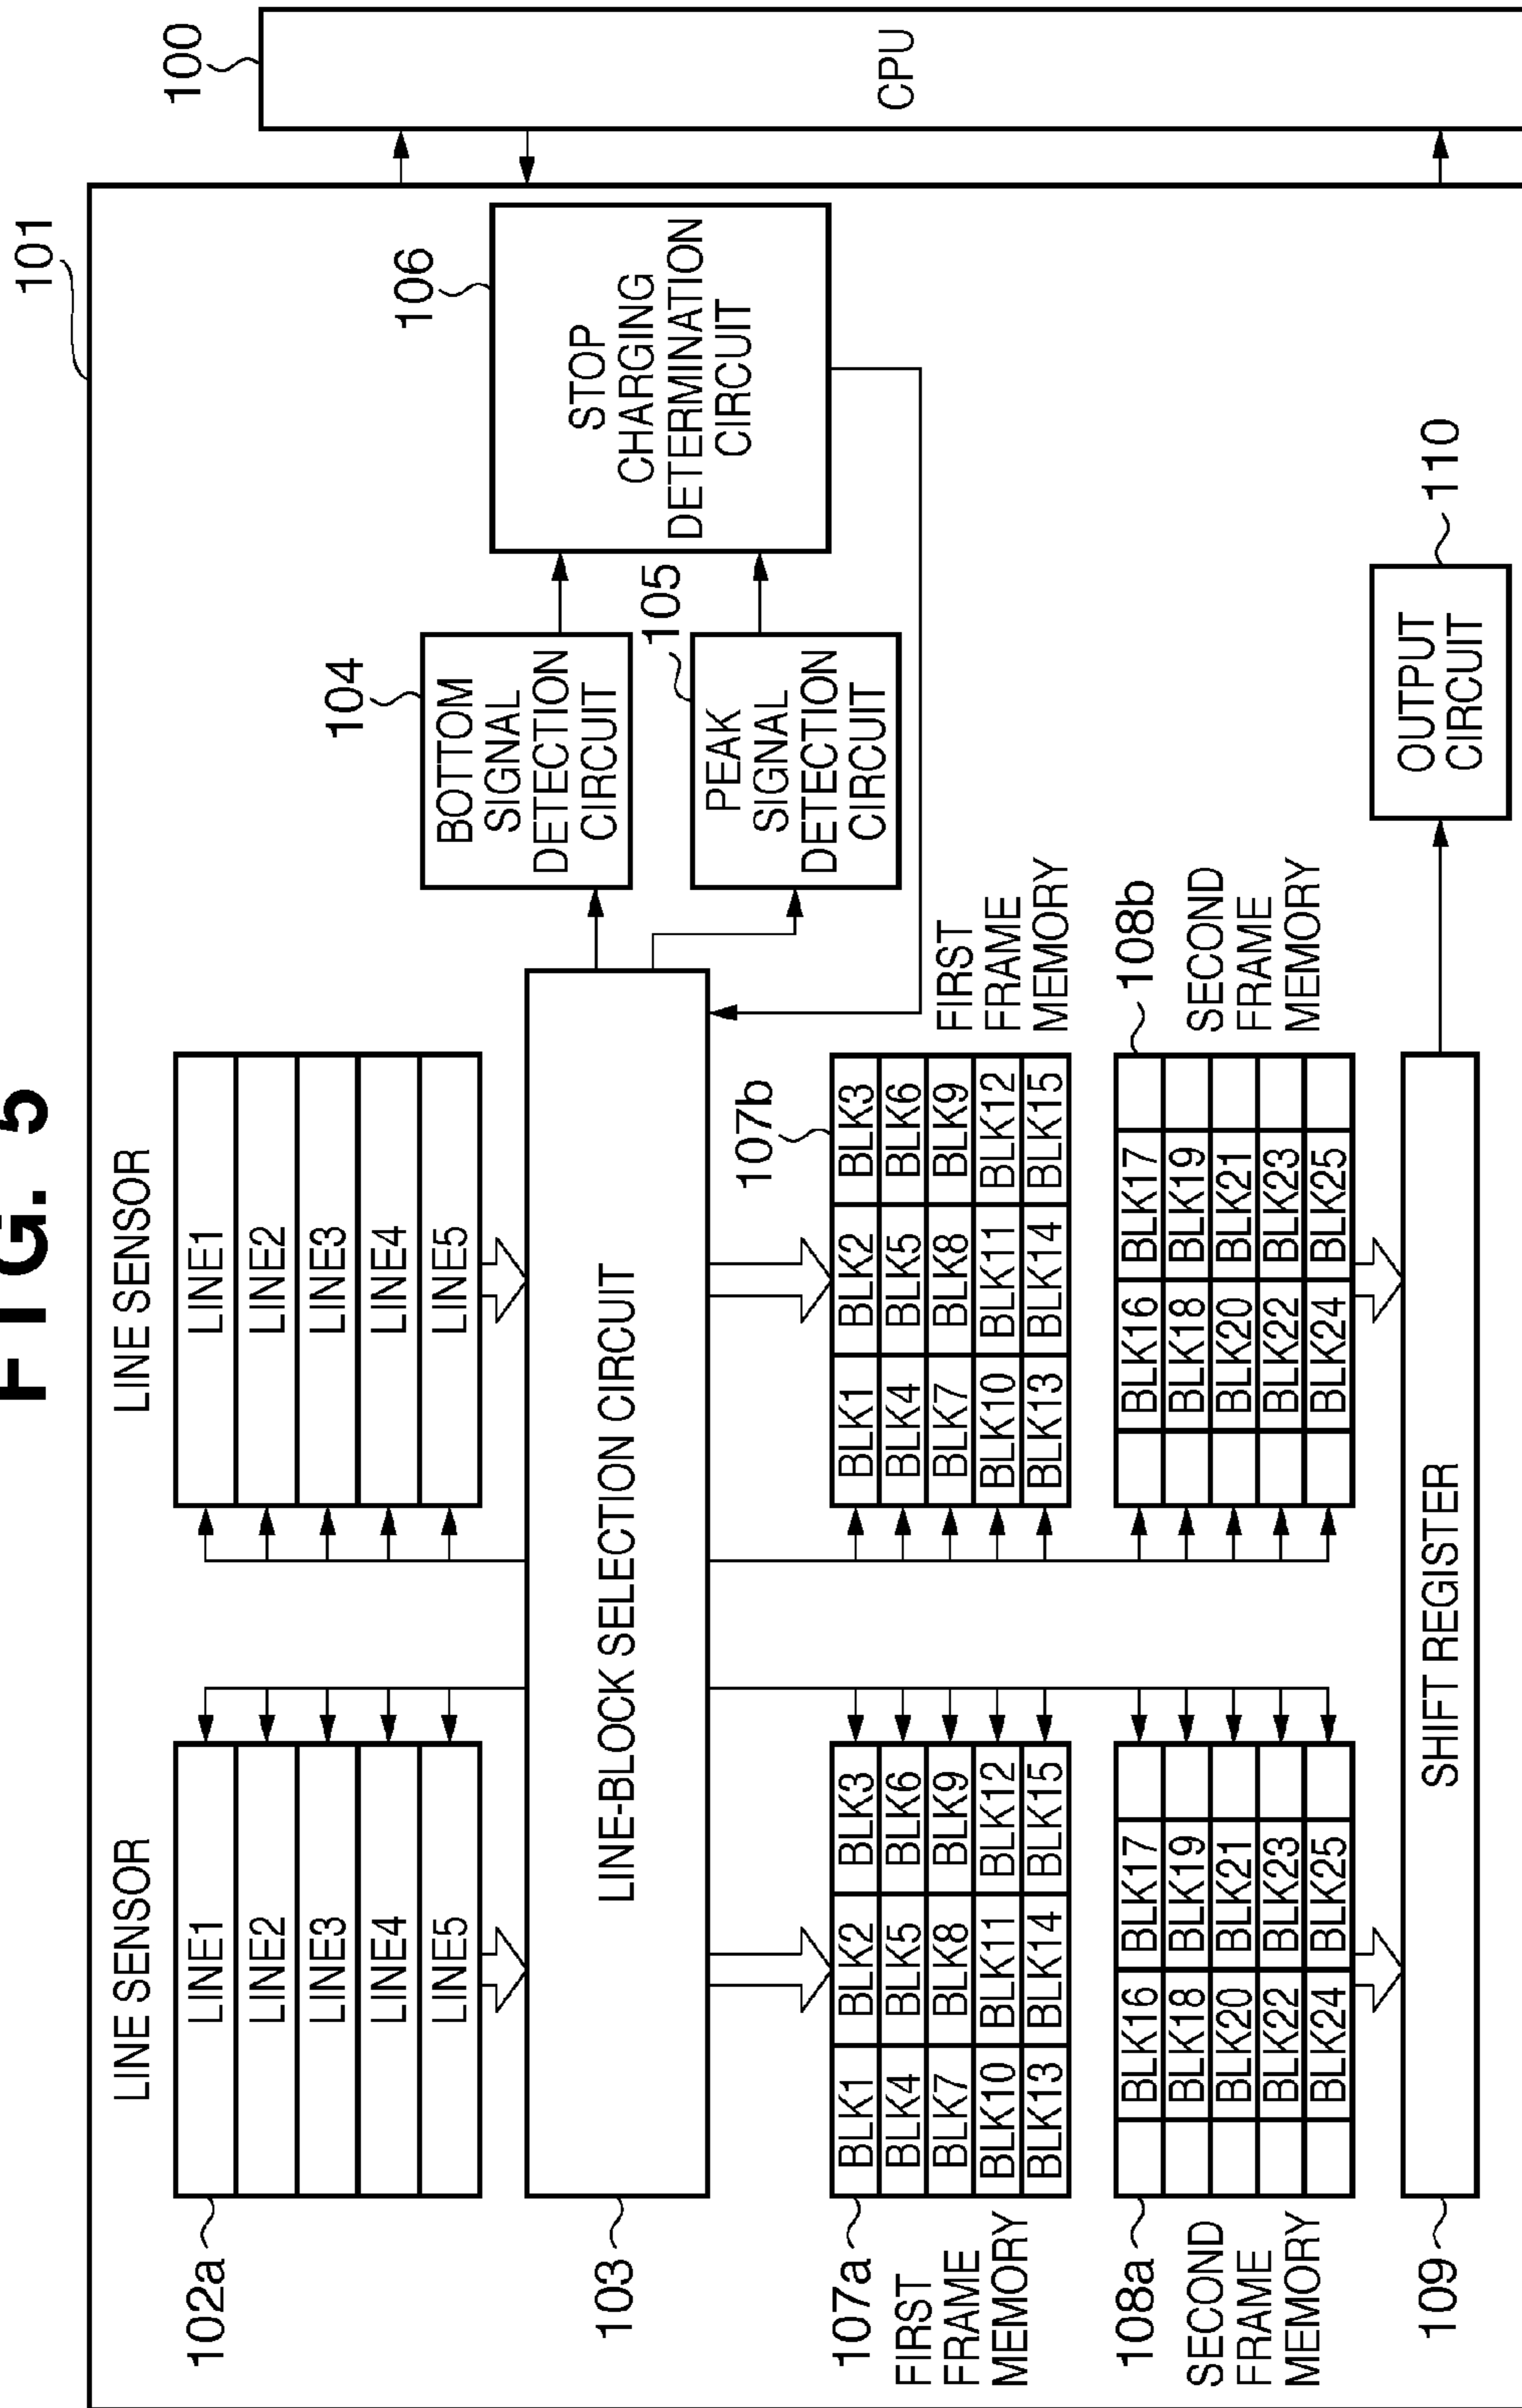 FIG. 5
101
100
CPU
LINE SENSOR
LINE SENSOR
102a
LINE1
LINE2
LINE3
LINE4
LINE5
LINE1
LINE2
LINE3
LINE4
LINE5
103
LINE-BLOCK SELECTION CIRCUIT
104
BOTTOM
SIGNAL
DETECTION
CIRCUIT
105
PEAK
SIGNAL
DETECTION
CIRCUIT
106
STOP
CHARGING
DETERMINATION
CIRCUIT
107a
FIRST
FRAME
MEMORY
BLK1 BLK2 BLK3
BLK4 BLK5 BLK6
BLK7 BLK8 BLK9
BLK10 BLK11 BLK12
BLK13 BLK14 BLK15
107b
BLK1 BLK2 BLK3
BLK4 BLK5 BLK6
BLK7 BLK8 BLK9
BLK10 BLK11 BLK12
BLK13 BLK14 BLK15
FIRST
FRAME
MEMORY
108a
SECOND
FRAME
MEMORY
BLK16 BLK17
BLK18 BLK19
BLK20 BLK21
BLK22 BLK23
BLK24 BLK25
BLK16 BLK17
BLK18 BLK19
BLK20 BLK21
BLK22 BLK23
BLK24 BLK25
108b
SECOND
FRAME
MEMORY
109
SHIFT REGISTER
OUTPUT
CIRCUIT
110